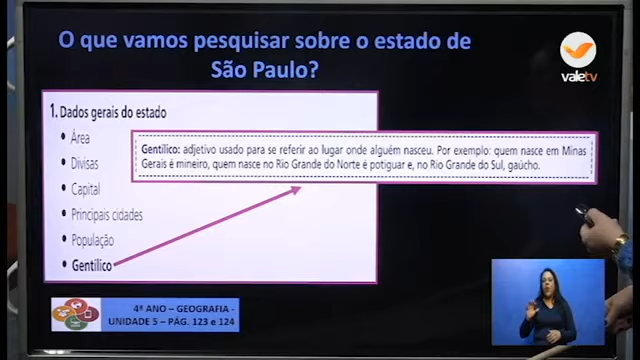 O que vamos pesquisar sobre o estado de
São Paulo?
valetv
1. Dados gerais do estado
• Área
• Divisas
• Capital
• Principais cidades
• População
• Gentílico
Gentílico: adjetivo usado para se referir ao lugar onde alguém nasceu. Por exemplo: quem nasce em Minas
Gerais é mineiro, quem nasce no Rio Grande do Norte é potiguar e, no Rio Grande do Sul, gaúcho.
4º ANO – GEOGRAFIA -
UNIDADE 5 – PÁG. 123 e 124